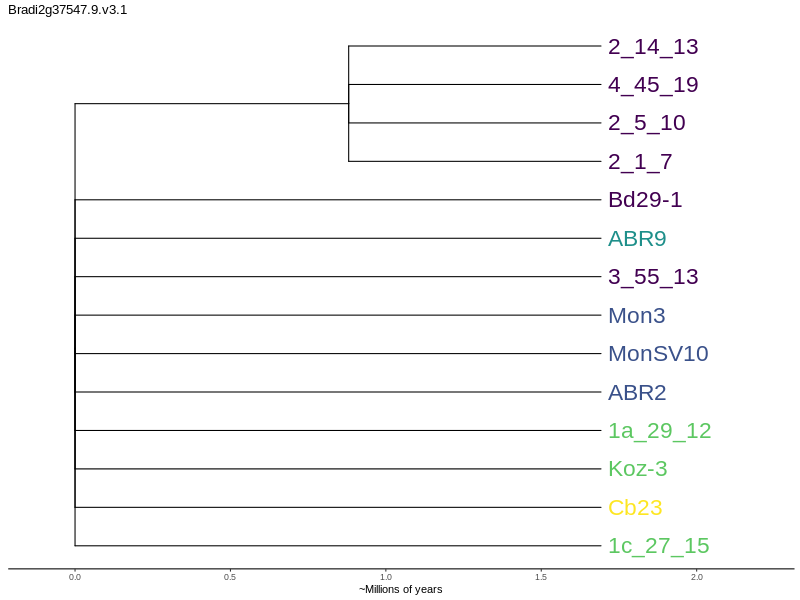 Bradi2g37547.9.v3.1
2_14_13
4_45_19
2_5_10
2_1_7
Bd29-1
ABR9
3_55_13
Mon3
MonSV10
ABR2
1a_29_12
Koz-3
Cb23
1c_27_15
0.0 0.5 1.0 1.5 2.0
~Millions of years